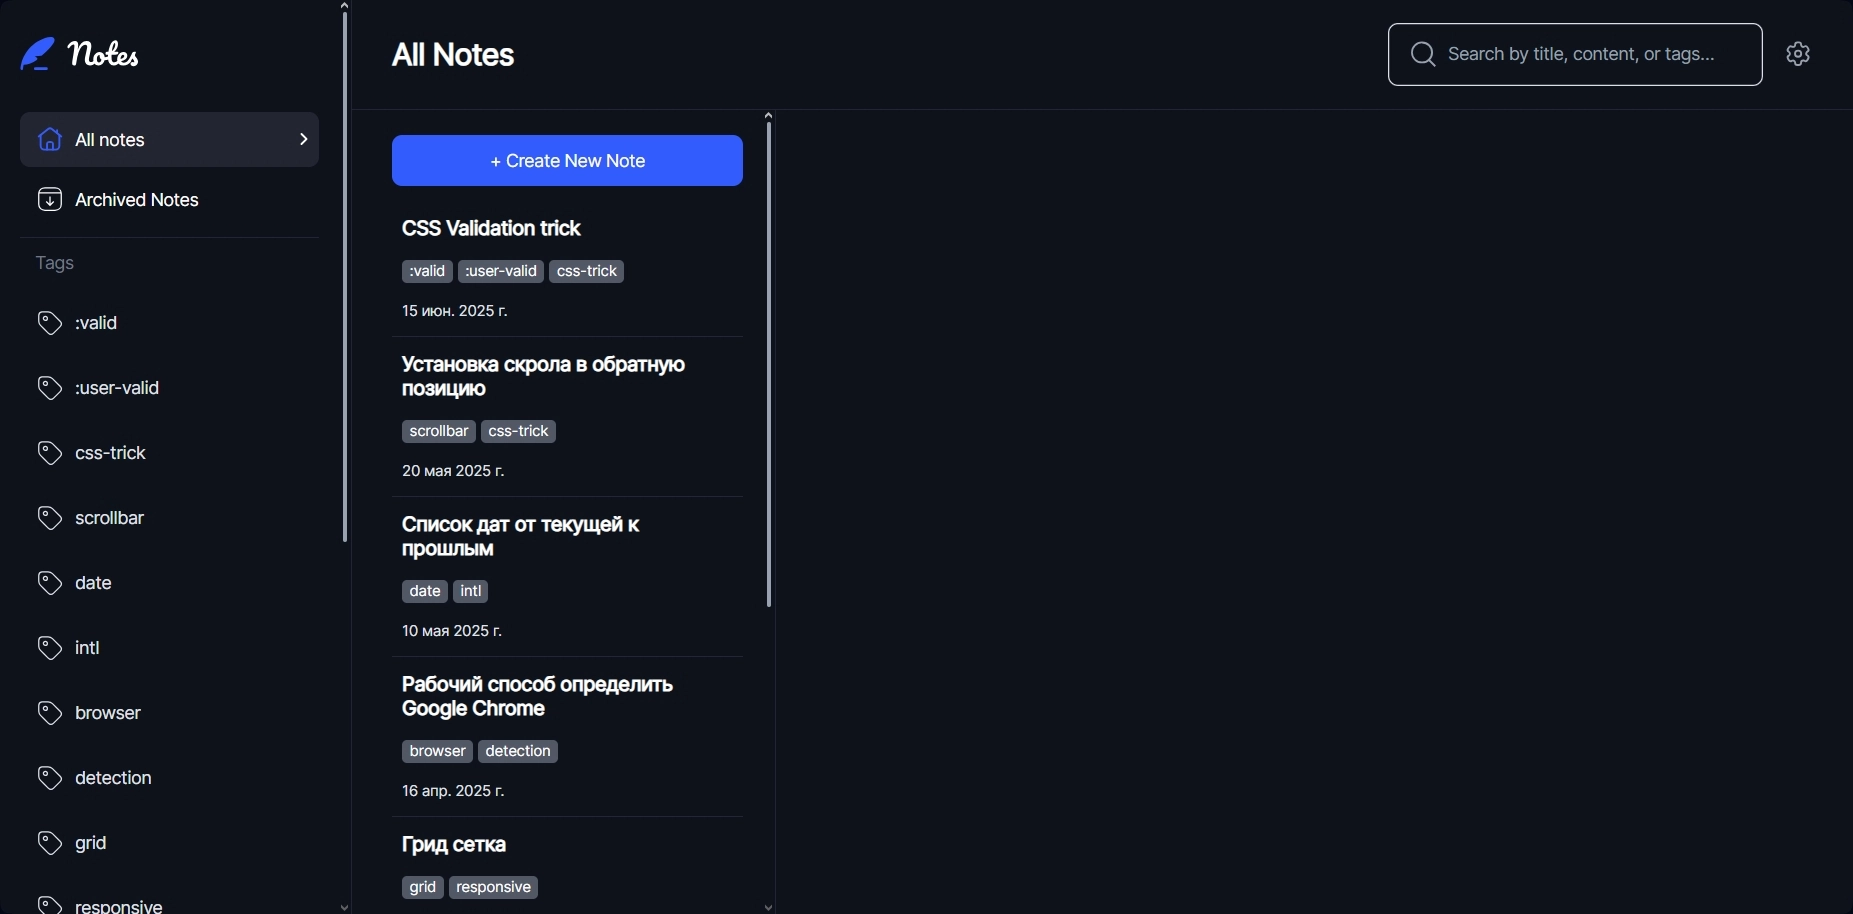 Notes
All notes
Archived Notes
Tags
:valid
:user-valid
css-trick
scrollbar
date
intl
browser
detection
grid
responsive
All Notes
Search by title, content, or tags...
+ Create New Note
CSS Validation trick
:valid :user-valid css-trick
15 июн. 2025 г.
Установка скрола в обратную
позицию
scrollbar css-trick
20 мая 2025 г.
Список дат от текущей к
прошлым
date intl
10 мая 2025 г.
Рабочий способ определить
Google Chrome
browser detection
16 апр. 2025 г.
Грид сетка
grid responsive